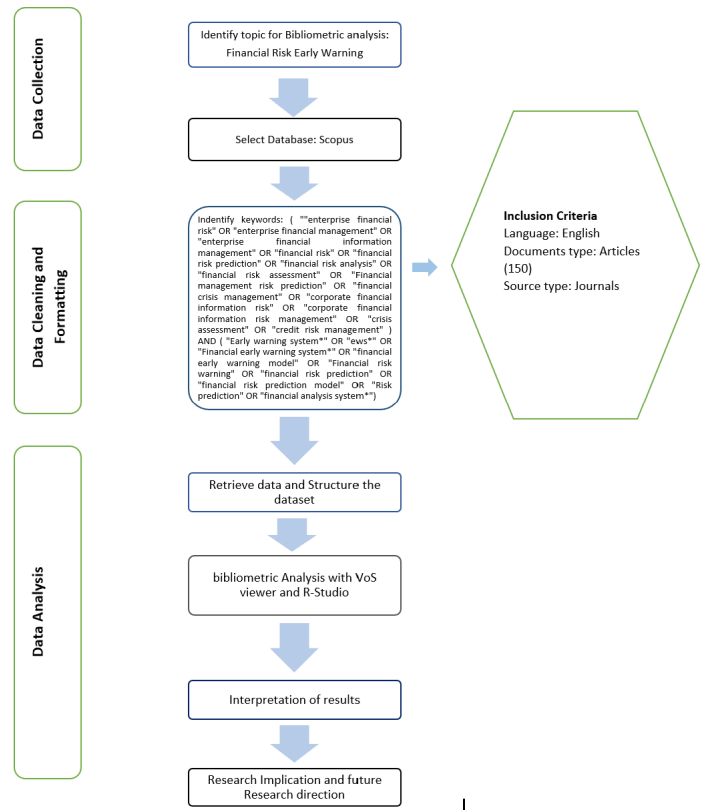 Data Collection
Identify topic for Bibliometric analysis:
Financial Risk Early Warning
Select Database: Scopus
Data Cleaning and
Formatting
Indentify keywords: ( ""enterprise financial
risk" OR "enterprise financial management" OR
"enterprise financial information
management" OR "financial risk" OR "financial
risk prediction" OR "financial risk analysis" OR
"financial risk assessment" OR "Financial
management risk prediction" OR "financial
crisis management" OR "corporate financial
information risk" OR "corporate financial
information risk management" OR "crisis
assessment" OR "credit risk management" )
AND ( "Early warning system*" OR "ews*" OR
"Financial early warning system*" OR "financial
early warning model" OR "Financial risk
warning" OR "financial risk prediction" OR
"financial risk prediction model" OR "Risk
prediction" OR "financial analysis system*")
Inclusion Criteria
Language: English
Documents type: Articles
(150)
Source type: Journals
Data Analysis
Retrieve data and Structure the
dataset
bibliometric Analysis with VoS
viewer and R-Studio
Interpretation of results
Research Implication and future
Research direction